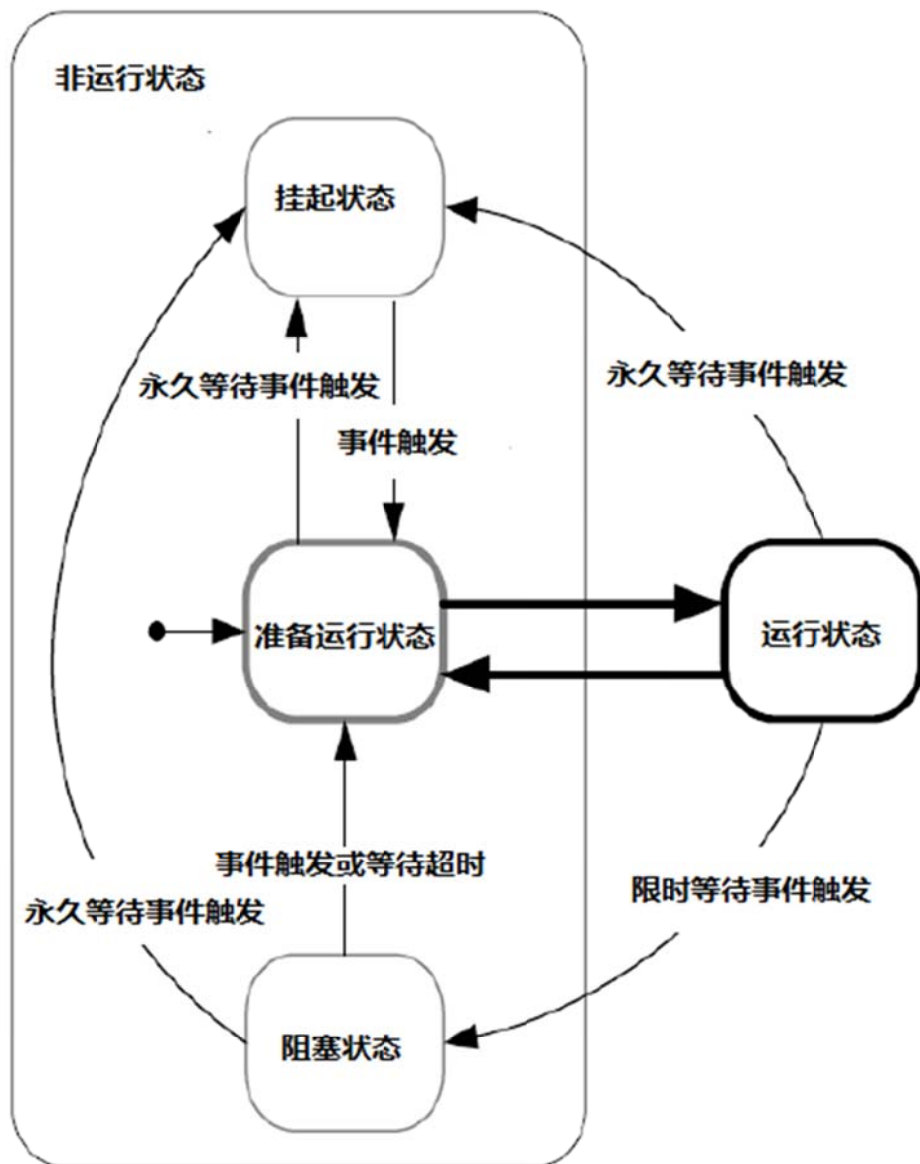 非运行状态
挂起状态
永久等待事件触发
永久等待事件触发
事件触发
准备运行状态
运行状态
事件触发或等待超时
限时等待事件触发
永久等待事件触发
阻塞状态